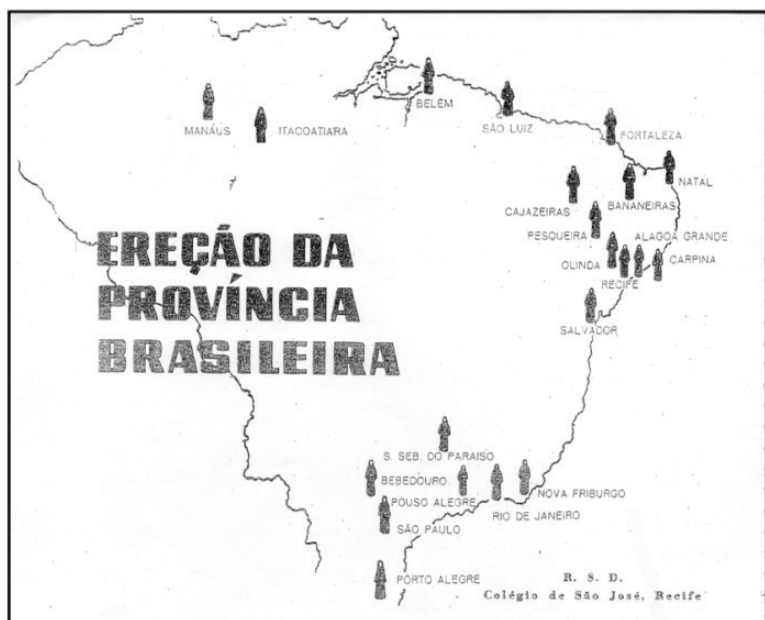 BELÉM
SÃO LUIZ
MANÁUS
ITACOATIARA
FORTALEZA
NATAL
CAJAZEIRAS
BANANEIRAS
PESQUEIRA
ALAGOA GRANDE
OLINDA
CARPINA
RECIFE
EREÇÃO DA
PROVÍNCIA
BRASILEIRA
SALVADOR
S. SEB. DO PARAISO
BEBEDOURO
POUSO ALEGRE
NOVA FRIBURGO
RIO DE JANEIRO
SÃO PAULO
PORTO ALEGRE
R. S. D.
Colégio de São José, Recife